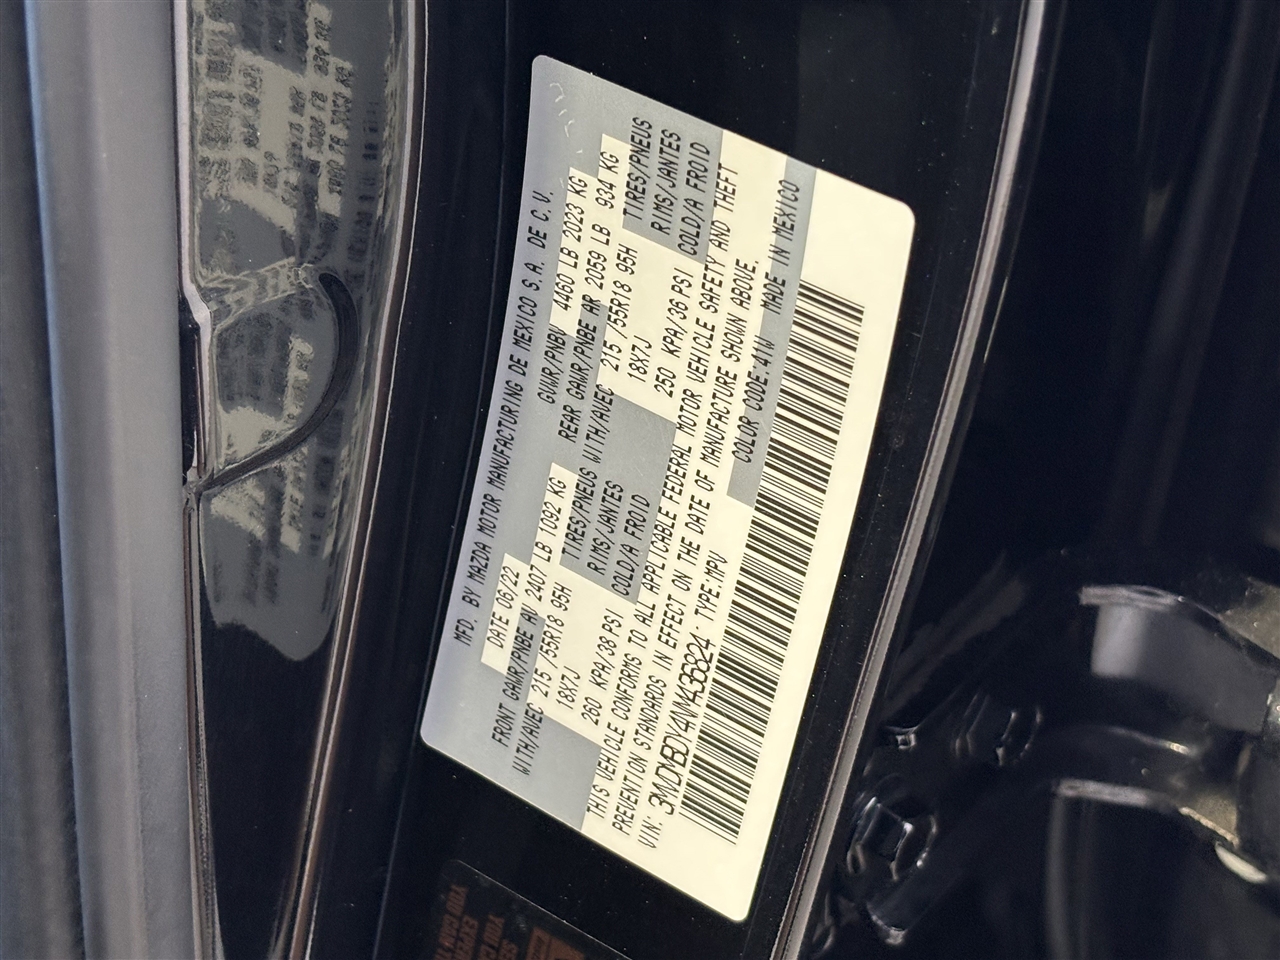 MFD. BY MAZDA MOTOR MANUFACTURING DE MEXICO S.A. DE C.V.
DATE 06/22 GVWR/PNBV 4460 LB 2023 KG
FRONT GAWR/PNBE AV 2407 LB 1092 KG REAR GAWR/PNBE AR 2059 LB 934 KG
WITH/AVEC 215 /55R18 95H TIRES/PNEUS WITH/AVEC 215 /55R18 95H TIRES/PNEUS
18X7J RIMS/JANTES 18X7J RIMS/JANTES
260 KPA/38 PSI COLD/A FROID 250 KPA/36 PSI COLD/A FROID
THIS VEHICLE CONFORMS TO ALL APPLICABLE FEDERAL MOTOR VEHICLE SAFETY AND THEFT
PREVENTION STANDARDS IN EFFECT ON THE DATE OF MANUFACTURE SHOWN ABOVE.
VIN: 3MVDMBDY4NM436824 TYPE:MPV COLOR CODE:41W MADE IN MEXICO